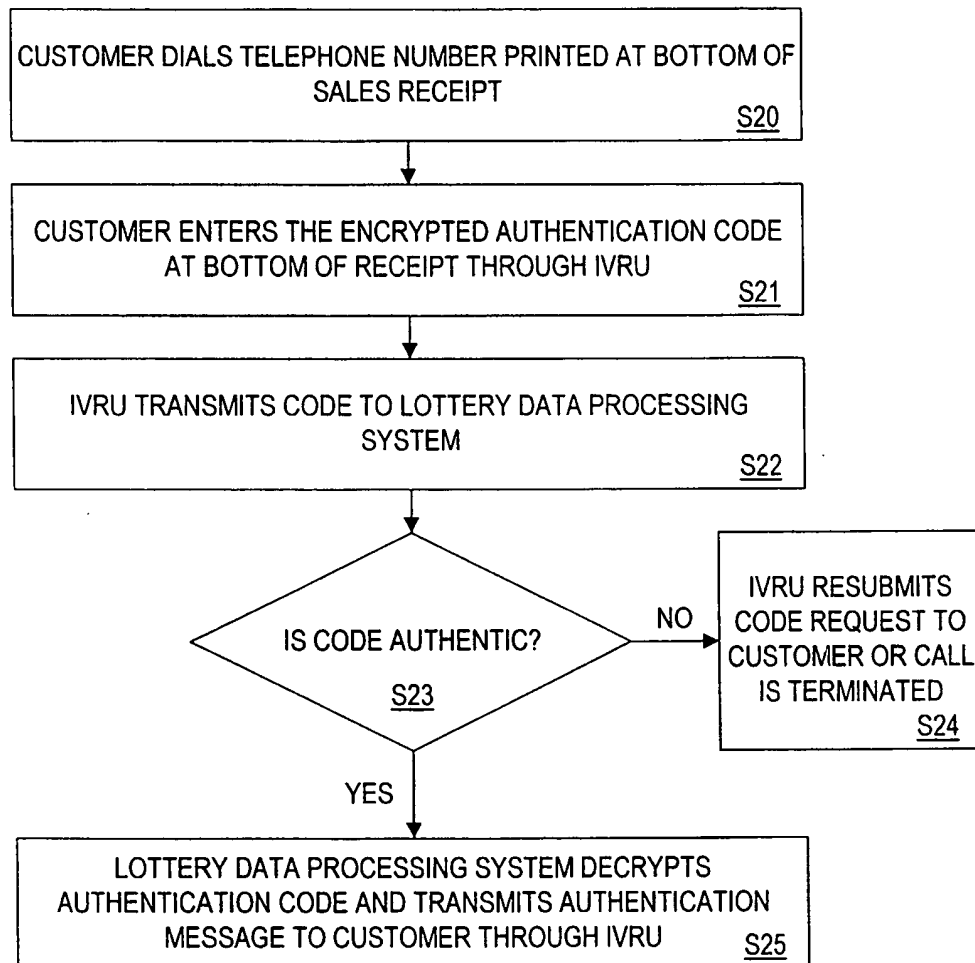 CUSTOMER DIALS TELEPHONE NUMBER PRINTED AT BOTTOM OF
SALES RECEIPT
S20
CUSTOMER ENTERS THE ENCRYPTED AUTHENTICATION CODE
AT BOTTOM OF RECEIPT THROUGH IVRU
S21
IVRU TRANSMITS CODE TO LOTTERY DATA PROCESSING
SYSTEM
S22
IS CODE AUTHENTIC?
S23
NO
IVRU RESUBMITS
CODE REQUEST TO
CUSTOMER OR CALL
IS TERMINATED
S24
YES
LOTTERY DATA PROCESSING SYSTEM DECRYPTS
AUTHENTICATION CODE AND TRANSMITS AUTHENTICATION
MESSAGE TO CUSTOMER THROUGH IVRU
S25